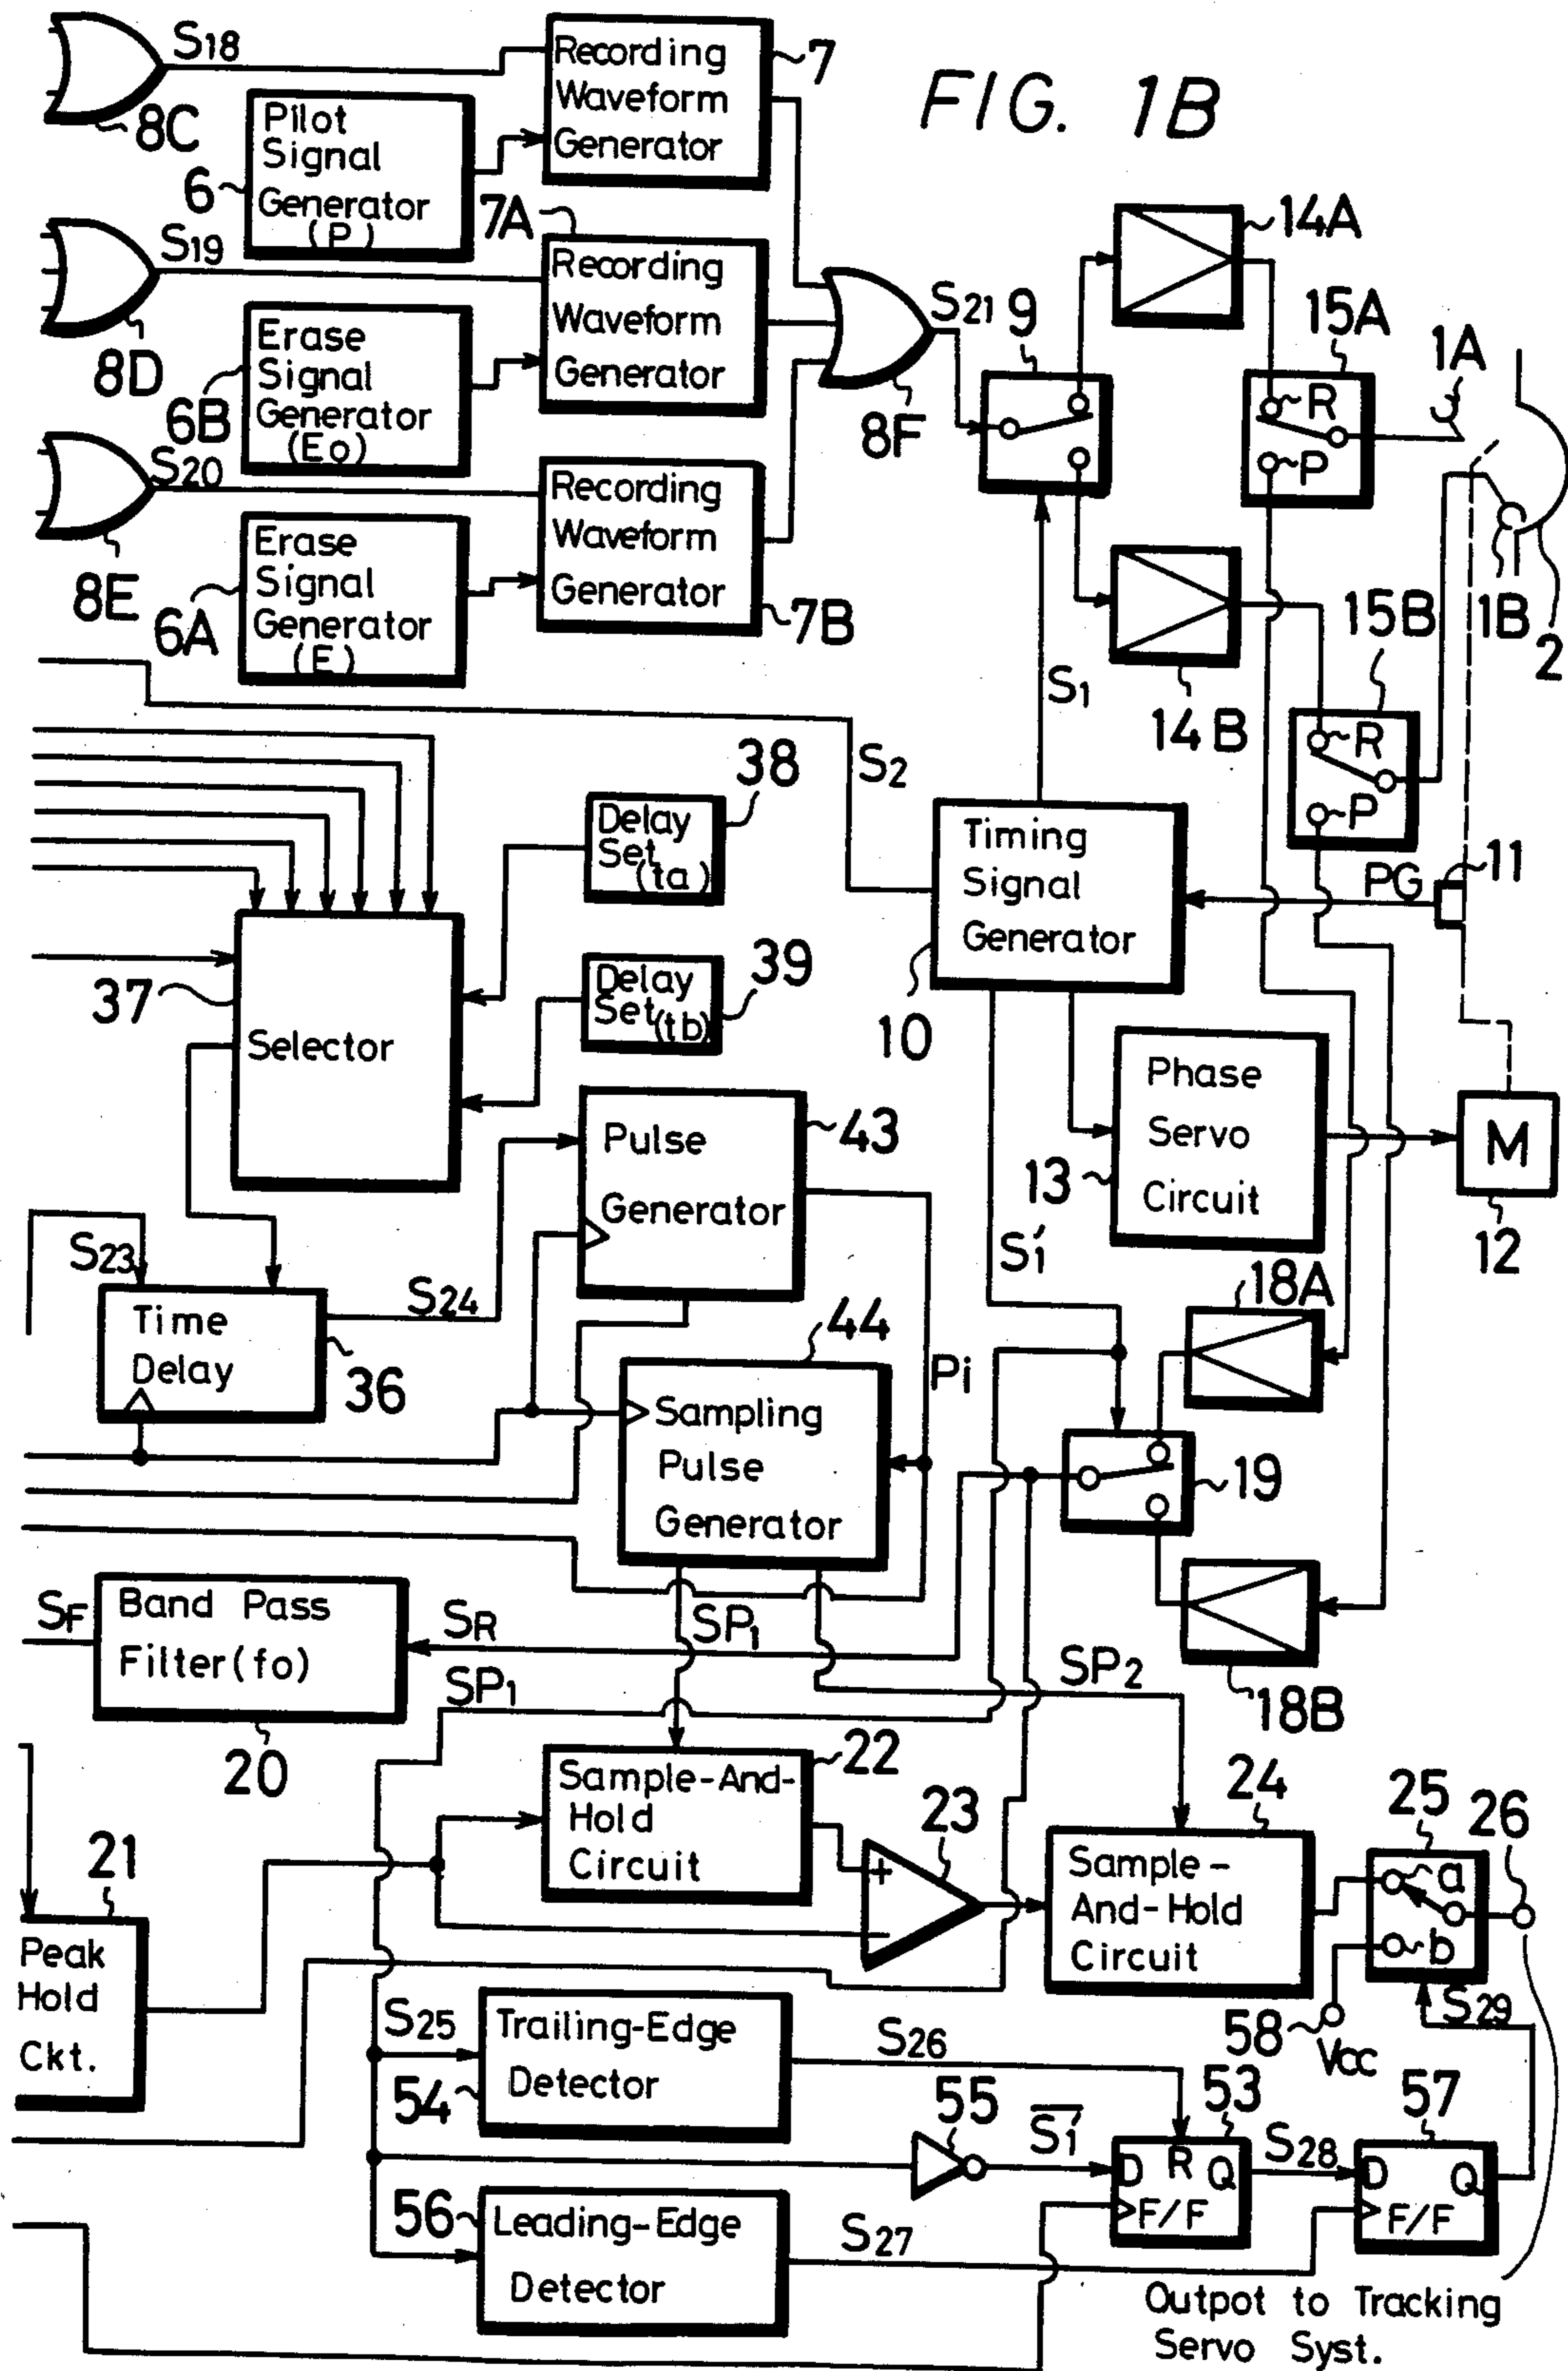 FIG. 1B
S18
8C
Recording
Waveform
Generator
7
Pilot
Signal
Generator
(P)
6
S19
8D
7A
Recording
Waveform
Generator
Erase
Signal
Generator
(Eo)
6B
S20
8E
Recording
Waveform
Generator
7B
Erase
Signal
Generator
(E)
6A
8F
S21
9
14A
15A
R
P
1A
1B
2
14B
15B
R
P
S1
S2
38
Delay
Set
(ta)
39
Delay
Set(tb)
37
Selector
Timing
Signal
Generator
10
PG
11
Phase
Servo
Circuit
13
M
12
S1'
43
Pulse
Generator
S23
Time
Delay
36
S24
44
Sampling
Pulse
Generator
Pi
18A
19
18B
SF
Band Pass
Filter(fo)
20
SR
SP1
SP1
SP2
22
Sample-And-
Hold
Circuit
23
+
−
24
Sample-
And-Hold
Circuit
25
a
b
26
21
Peak
Hold
Ckt.
58
Vcc
S29
S25
Trailing-Edge
Detector
54
S26
55
S1'
53
D R Q
F/F
S28
57
D Q
F/F
56
Leading-Edge
Detector
S27
Outpot to Tracking
Servo Syst.